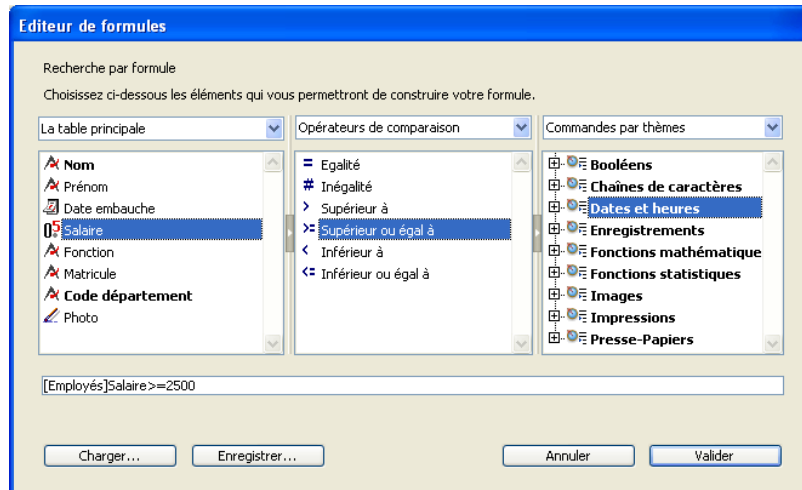 Editeur de formules
Recherche par formule
Choisissez ci-dessous les éléments qui vous permettront de construire votre formule.
La table principale
Opérateurs de comparaison
Commandes par thèmes
Nom
Prénom
Date embauche
Salaire
Fonction
Matricule
Code département
Photo
= Egalité
# Inégalité
> Supérieur à
>= Supérieur ou égal à
< Inférieur à
<= Inférieur ou égal à
Booléens
Chaînes de caractères
Dates et heures
Enregistrements
Fonctions mathématique
Fonctions statistiques
Images
Impressions
Presse-Papiers
[Employés]Salaire>=2500
Charger...
Enregistrer...
Annuler
Valider